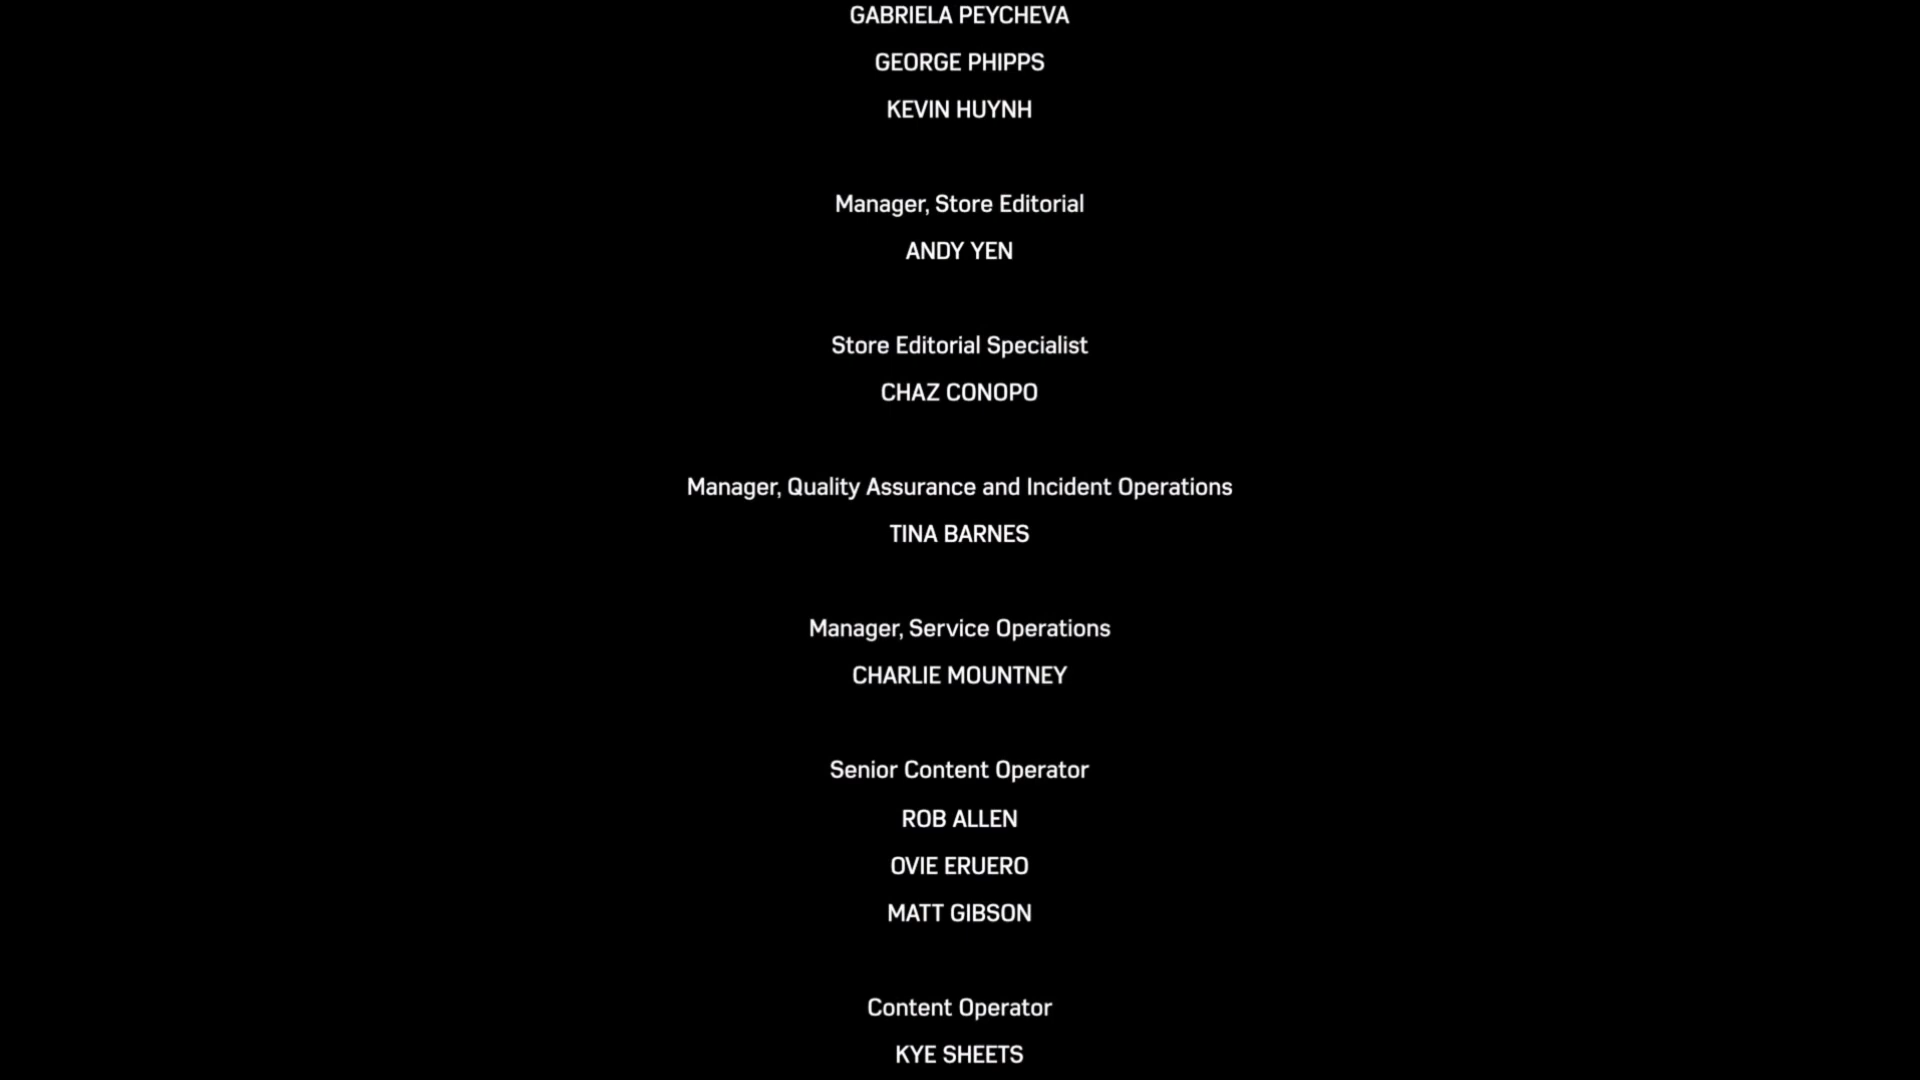 GABRIELA PEYCHEVA
GEORGE PHIPPS
KEVIN HUYNH
Manager, Store Editorial
ANDY YEN
Store Editorial Specialist
CHAZ CONOPO
Manager, Quality Assurance and Incident Operations
TINA BARNES
Manager, Service Operations
CHARLIE MOUNTNEY
Senior Content Operator
ROB ALLEN
OVIE ERUERO
MATT GIBSON
Content Operator
KYE SHEETS